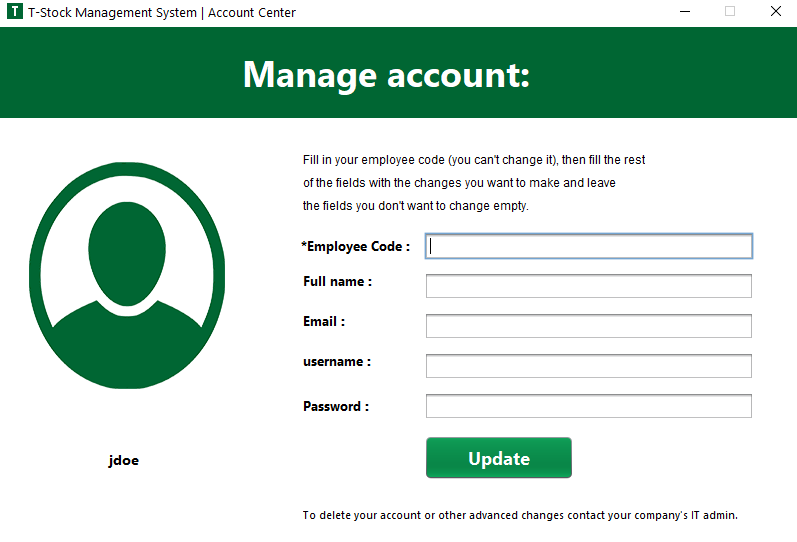 T T-Stock Management System | Account Center
Manage account:
Fill in your employee code (you can't change it), then fill the rest
of the fields with the changes you want to make and leave
the fields you don't want to change empty.
*Employee Code :
Full name :
Email :
username :
Password :
Update
jdoe
To delete your account or other advanced changes contact your company's IT admin.